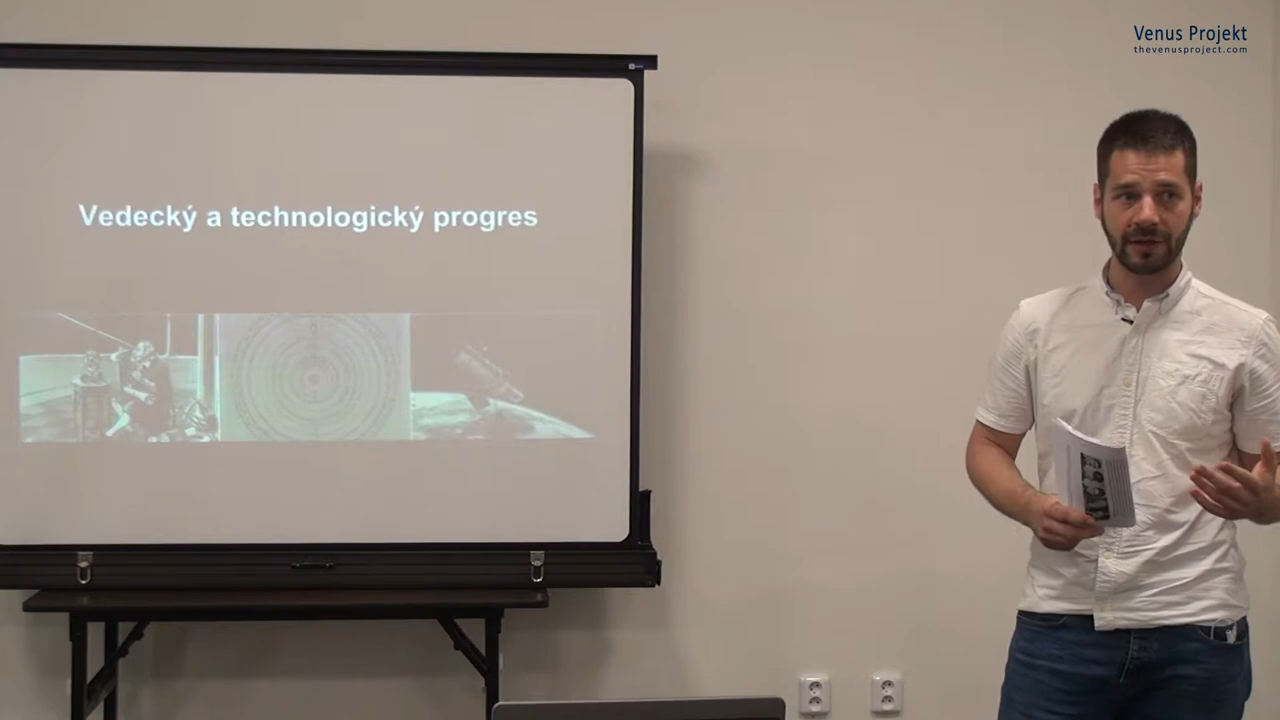 Venus Projekt
thevenusproject.com
Vedecký a technologický progres